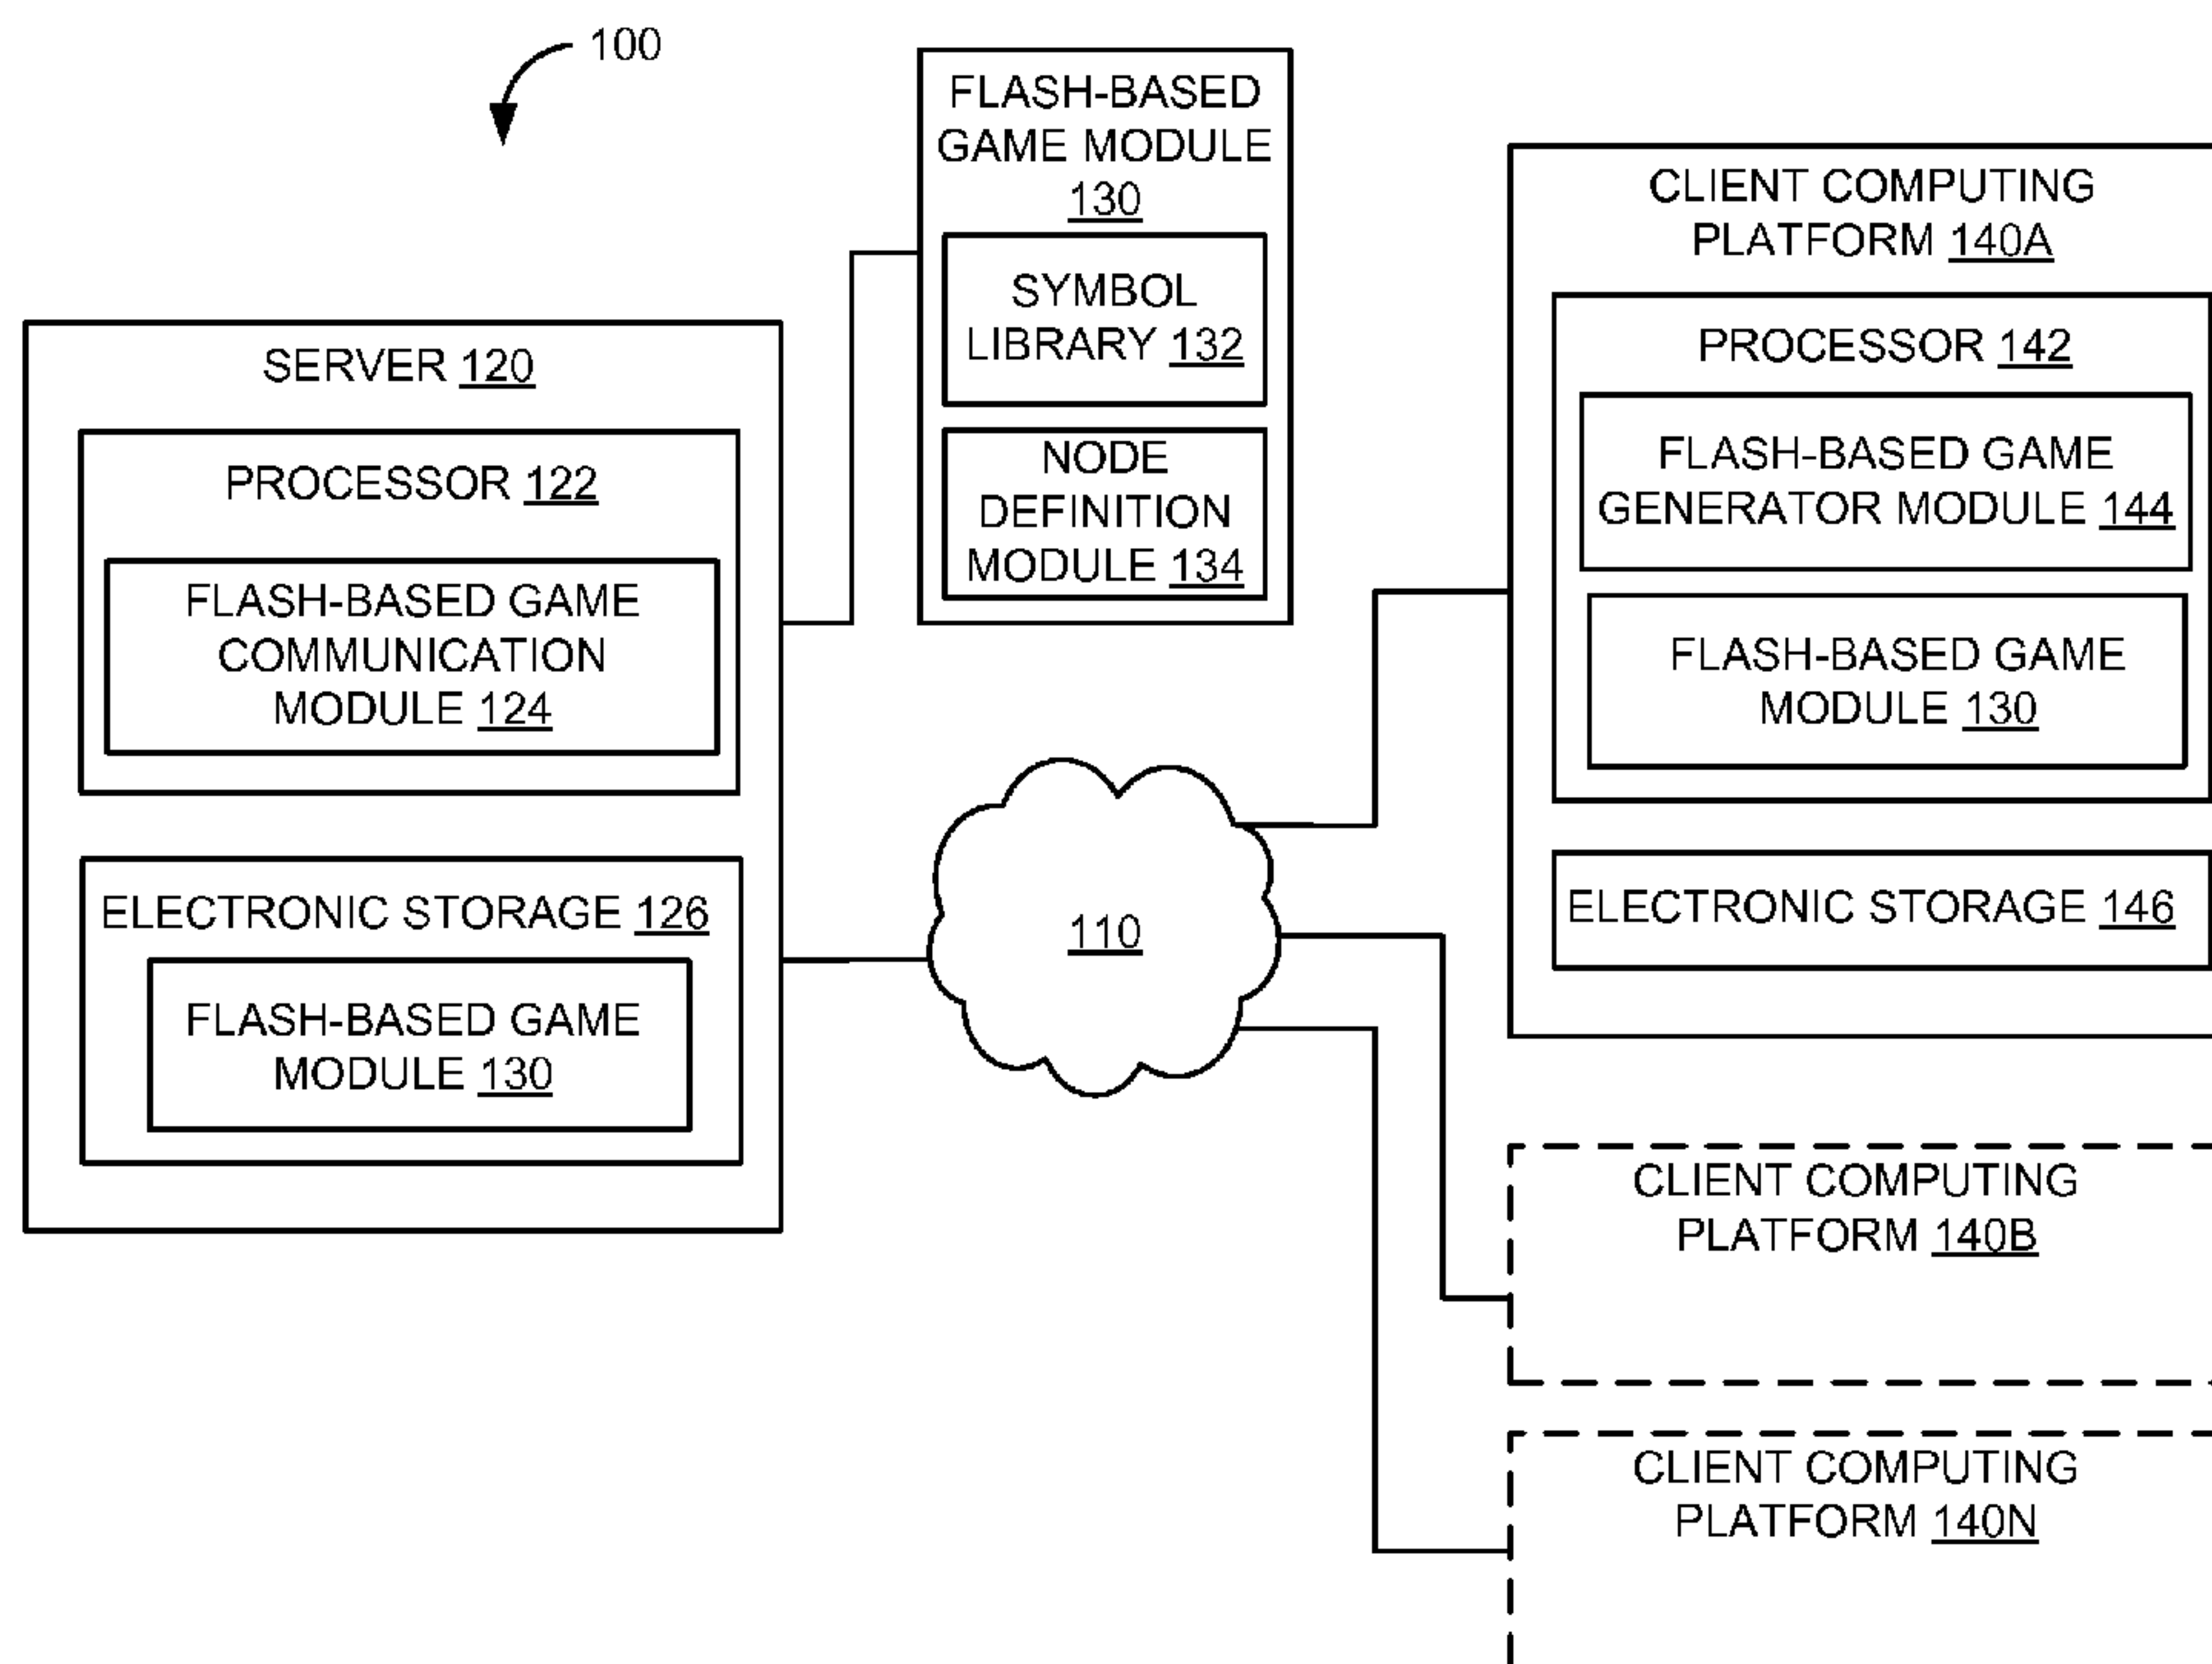 100
FLASH-BASED
GAME MODULE
130
SYMBOL
LIBRARY 132
NODE
DEFINITION
MODULE 134
SERVER 120
PROCESSOR 122
FLASH-BASED GAME
COMMUNICATION
MODULE 124
ELECTRONIC STORAGE 126
FLASH-BASED GAME
MODULE 130
110
CLIENT COMPUTING
PLATFORM 140A
PROCESSOR 142
FLASH-BASED GAME
GENERATOR MODULE 144
FLASH-BASED GAME
MODULE 130
ELECTRONIC STORAGE 146
CLIENT COMPUTING
PLATFORM 140B
CLIENT COMPUTING
PLATFORM 140N